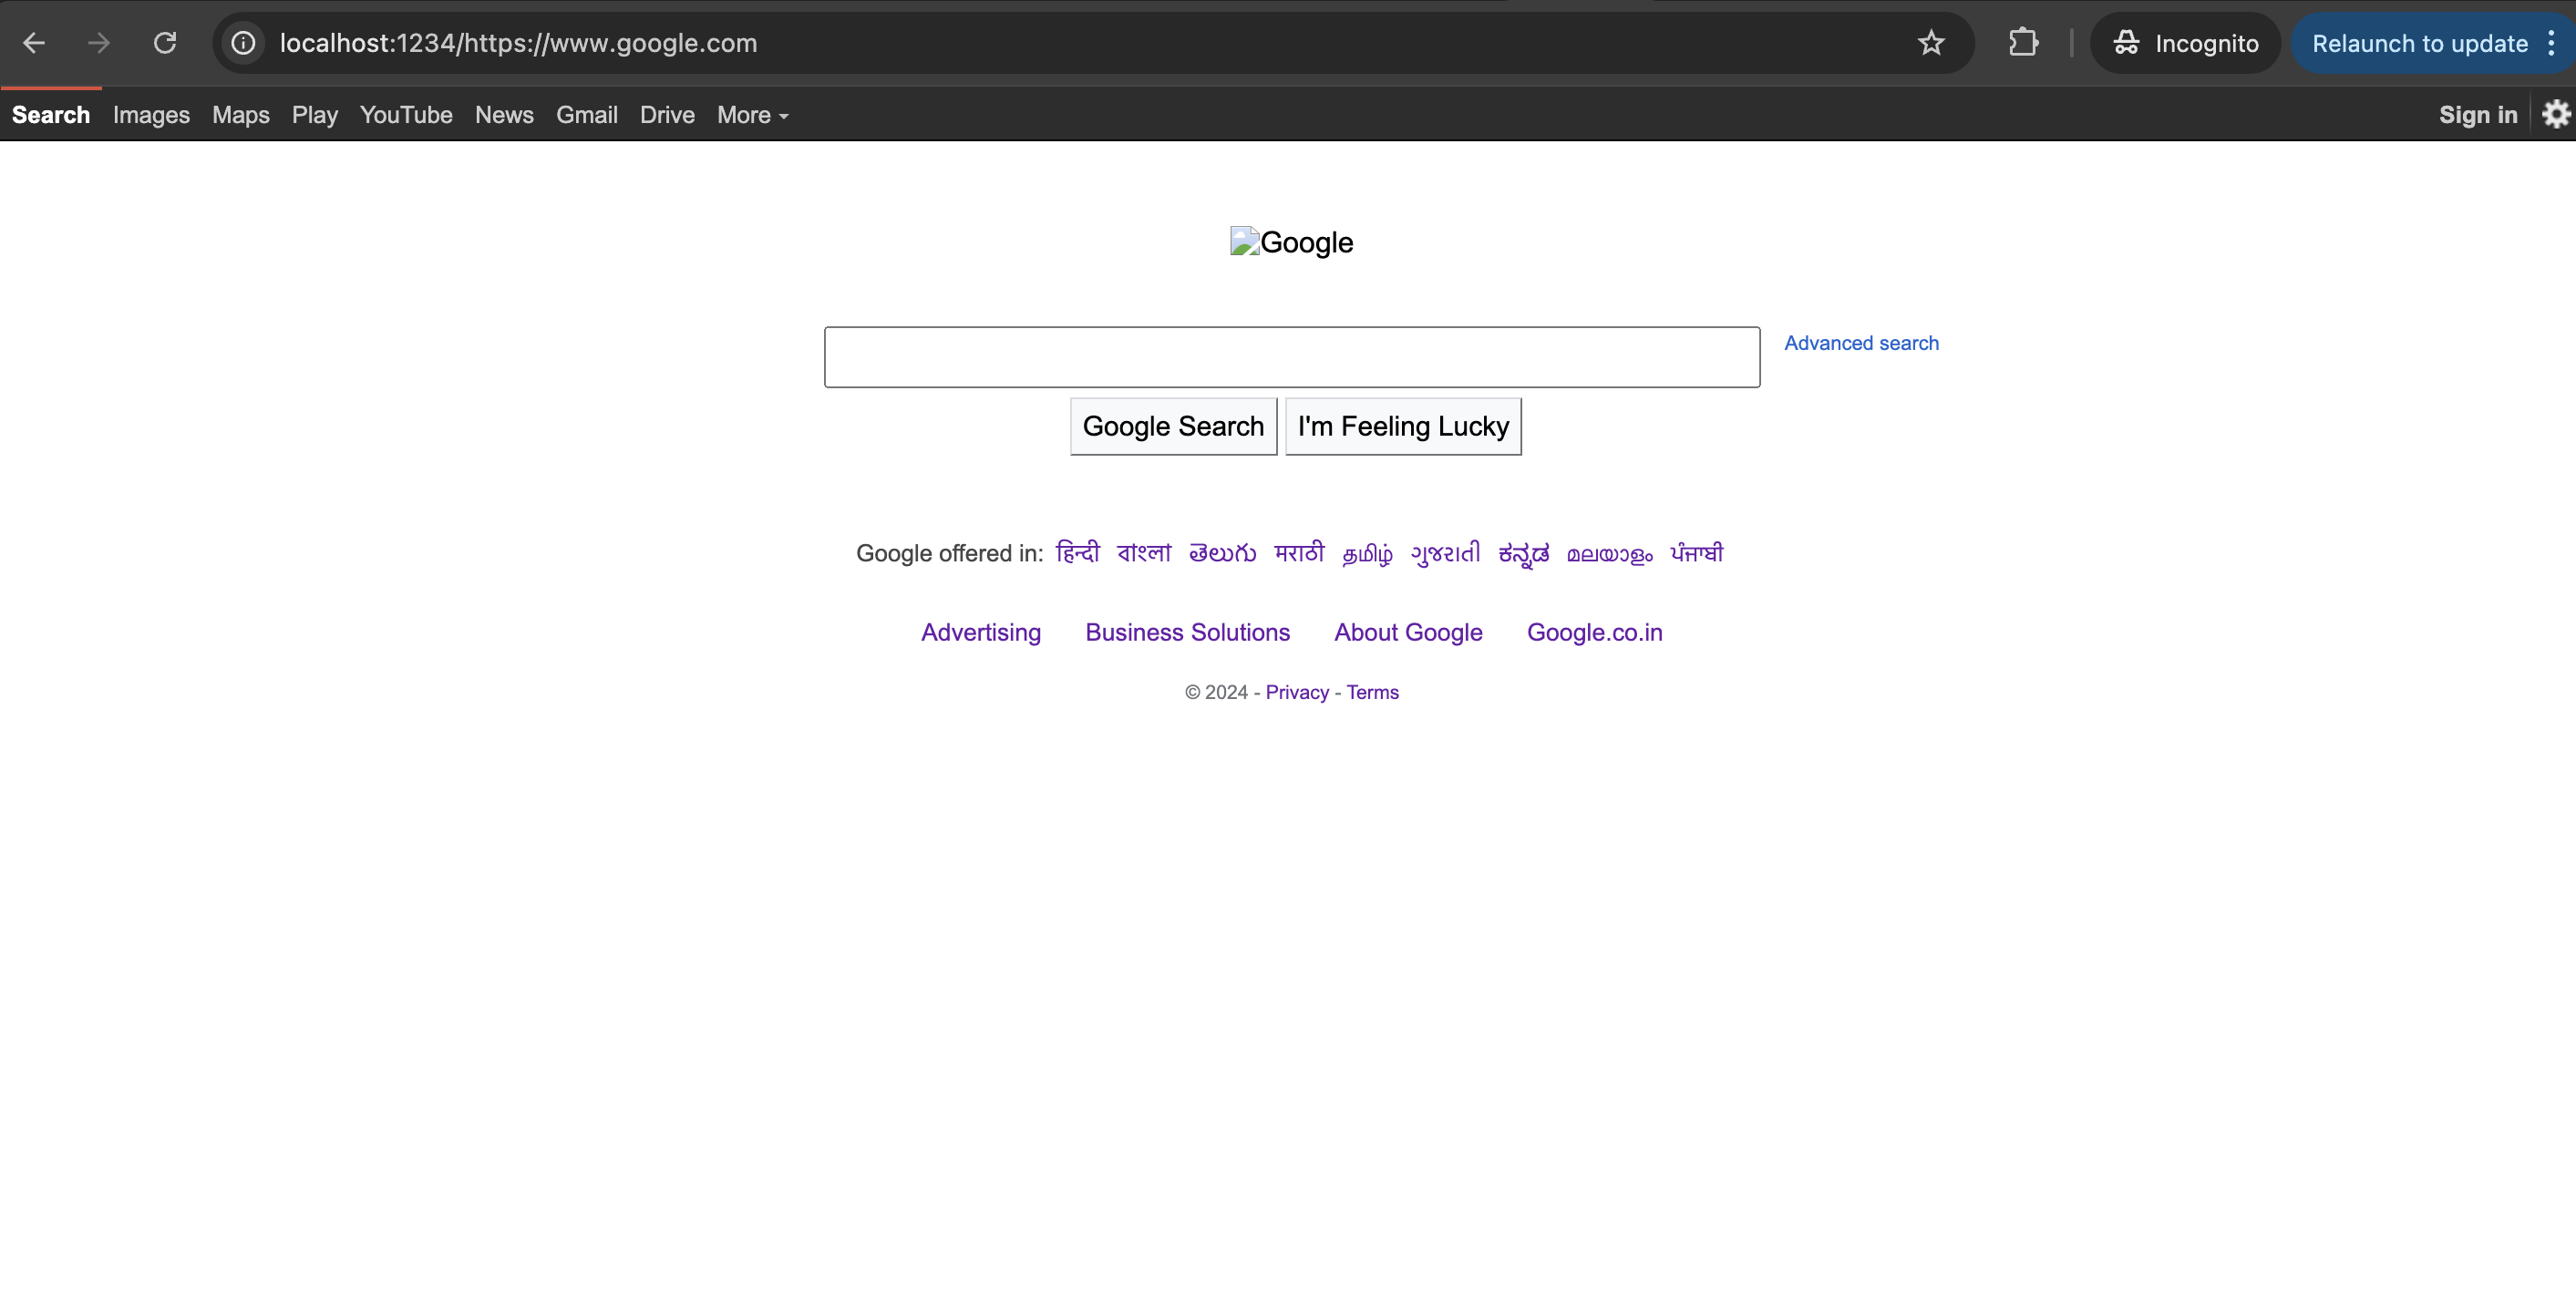 localhost:1234/https://www.google.com Incognito Relaunch to update
Search Images Maps Play YouTube News Gmail Drive More Sign in
Google
Advanced search
Google Search I'm Feeling Lucky
Google offered in: हिन्दी বাংলা తెలుగు मराठी தமிழ் ગુજરાતી ಕನ್ನಡ മലയാളം ਪੰਜਾਬੀ
Advertising Business Solutions About Google Google.co.in
© 2024 - Privacy - Terms